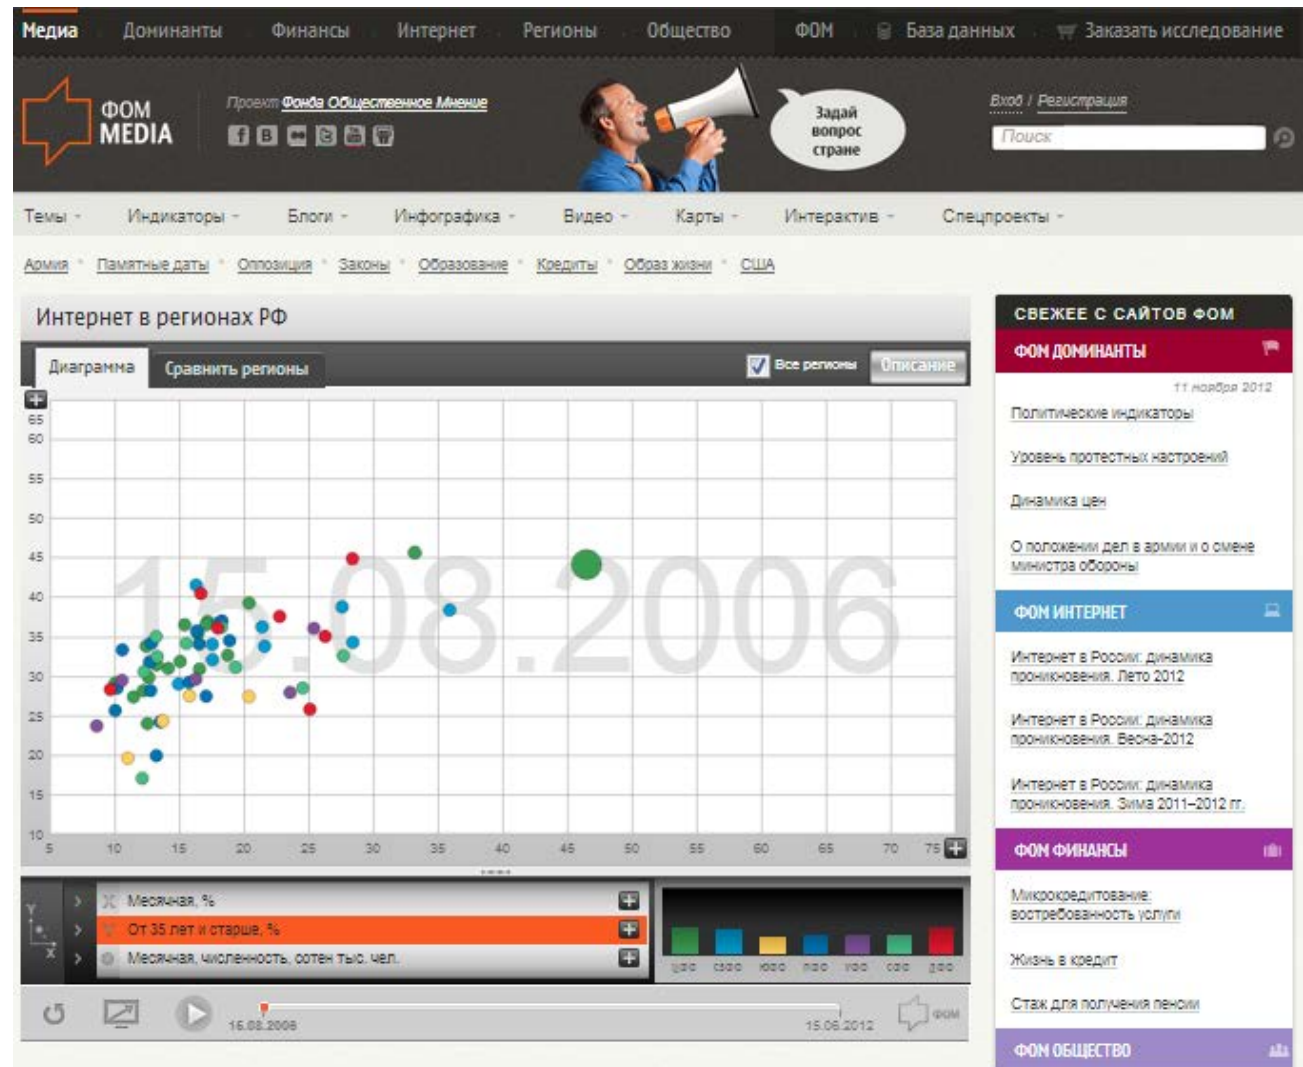 Медиа Доминанты Финансы Интернет Регионы Общество ФОМ База данных Заказать исследование
ФОМ
MEDIA
Проект Фонда Общественное Мнение
Задай
вопрос
стране
Вход / Регистрация
Поиск
Темы Индикаторы Блоги Инфографика Видео Карты Интерактив Спецпроекты
Армия Памятные даты Оппозиция Законы Образование Кредиты Образ жизни США
Интернет в регионах РФ
Диаграмма Сравнить регионы Все регионы Описание
65
60
55
50
45
40
35
30
25
20
15
10
15.08.2006
5 10 15 20 25 30 35 40 45 50 55 60 65 70 75
Y
X
Месячная, %
От 35 лет и старше, %
Месячная, численность, сотен тыс. чел.
цфо сзфо юфо пфо уфо сфо дфо
16.08.2006 15.06.2012 ФОМ
СВЕЖЕЕ С САЙТОВ ФОМ
ФОМ ДОМИНАНТЫ
11 ноября 2012
Политические индикаторы
Уровень протестных настроений
Динамика цен
О положении дел в армии и о смене
министра обороны
ФОМ ИНТЕРНЕТ
Интернет в России: динамика
проникновения. Лето 2012
Интернет в России: динамика
проникновения. Весна-2012
Интернет в России: динамика
проникновения. Зима 2011–2012 гг.
ФОМ ФИНАНСЫ
Микрокредитование:
востребованность услуги
Жизнь в кредит
Стаж для получения пенсии
ФОМ ОБЩЕСТВО